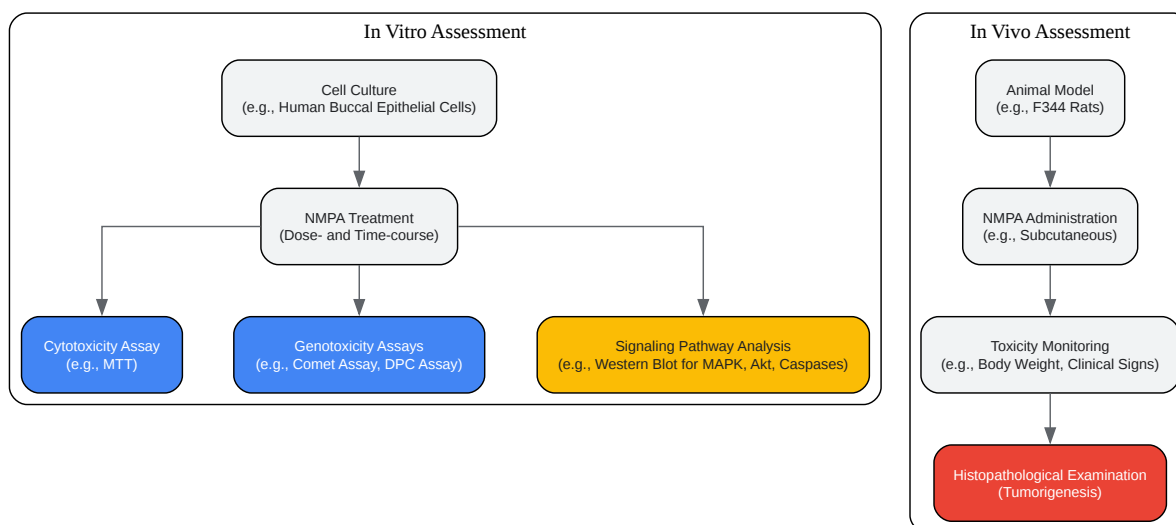 In Vitro Assessment
Cell Culture
(e.g., Human Buccal Epithelial Cells)
NMPA Treatment
(Dose- and Time-course)
Cytotoxicity Assay
(e.g., MTT)
Genotoxicity Assays
(e.g., Comet Assay, DPC Assay)
Signaling Pathway Analysis
(e.g., Western Blot for MAPK, Akt, Caspases)
In Vivo Assessment
Animal Model
(e.g., F344 Rats)
NMPA Administration
(e.g., Subcutaneous)
Toxicity Monitoring
(e.g., Body Weight, Clinical Signs)
Histopathological Examination
(Tumorigenesis)